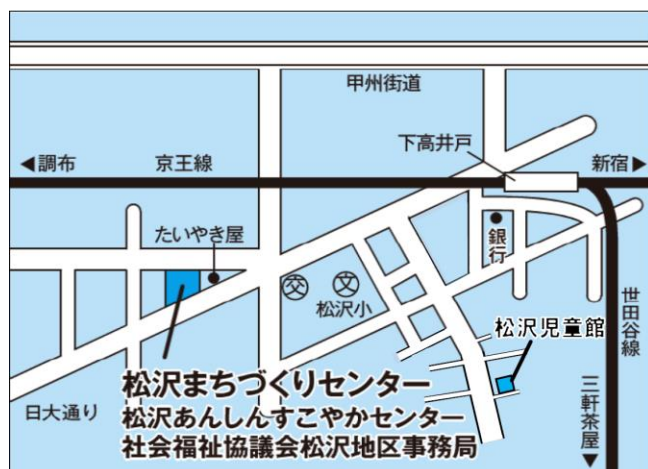 甲州街道
下高井戸
◀調布
京王線
新宿▶
たいやき屋
銀行
交
文
松沢小
世田谷線
松沢児童館
松沢まちづくりセンター
松沢あんしんすこやかセンター
社会福祉協議会松沢地区事務局
日大通り
三軒茶屋▼